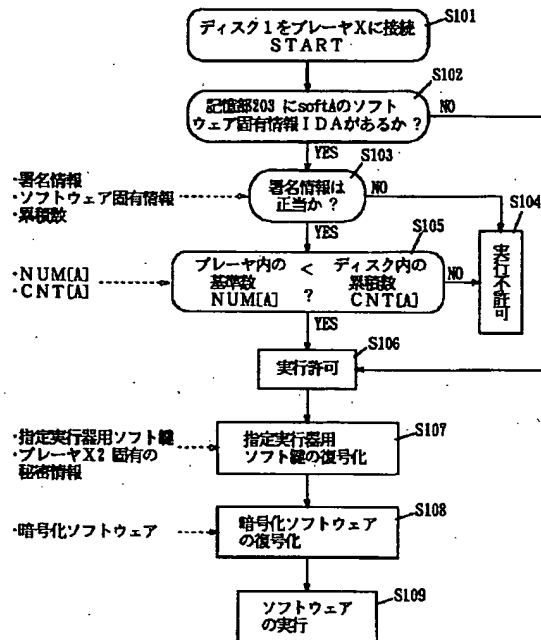 S101
ディスク1をプレーヤXに接続
START
S102
記憶部203 にsoftAのソフト
ウェア固有情報IDAがあるか?
NO
YES
S103
・署名情報
・ソフトウェア固有情報
・累積数
署名情報は
正当か?
NO
S104
実行不許可
YES
S105
・NUM[A]
・CNT[A]
プレーヤ内の < ディスク内の
基準数 累積数
NUM[A] ? CNT[A]
NO
YES
S106
実行許可
S107
・指定実行器用ソフト鍵
・プレーヤX2 固有の
秘密情報
指定実行器用
ソフト鍵の復号化
S108
・暗号化ソフトウェア
暗号化ソフトウェア
の復号化
S109
ソフトウェア
の実行